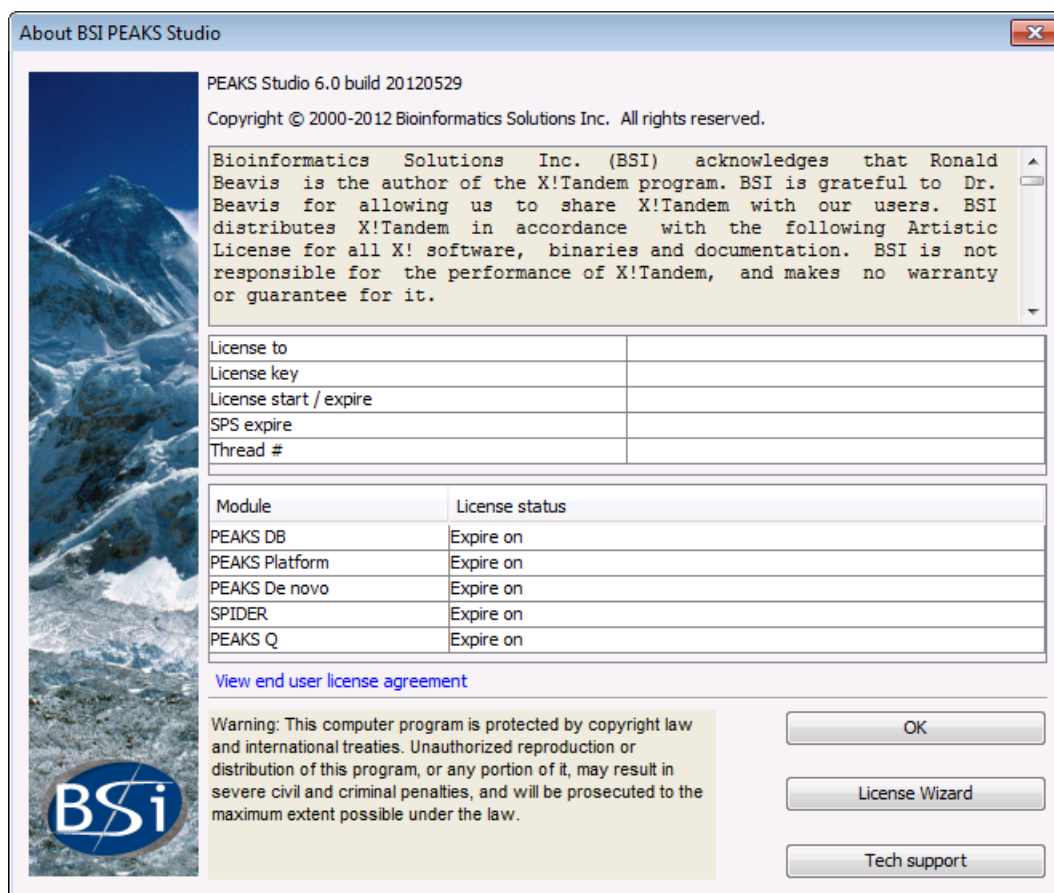 About BSI PEAKS Studio
PEAKS Studio 6.0 build 20120529
Copyright © 2000-2012 Bioinformatics Solutions Inc. All rights reserved.
Bioinformatics Solutions Inc. (BSI) acknowledges that Ronald
Beavis is the author of the X!Tandem program. BSI is grateful to Dr.
Beavis for allowing us to share X!Tandem with our users. BSI
distributes X!Tandem in accordance with the following Artistic
License for all X! software, binaries and documentation. BSI is not
responsible for the performance of X!Tandem, and makes no warranty
or guarantee for it.
License to
License key
License start / expire
SPS expire
Thread #
Module License status
PEAKS DB Expire on
PEAKS Platform Expire on
PEAKS De novo Expire on
SPIDER Expire on
PEAKS Q Expire on
View end user license agreement
Warning: This computer program is protected by copyright law
and international treaties. Unauthorized reproduction or
distribution of this program, or any portion of it, may result in
severe civil and criminal penalties, and will be prosecuted to the
maximum extent possible under the law.
OK
License Wizard
Tech support
BSi